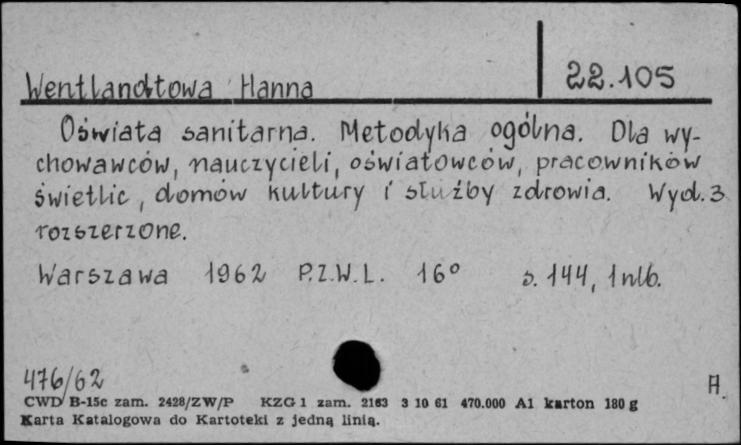 Wentlandtowa Hanna 22.105
Oświata sanitarna. Metodyka ogólna. Dla wy-
chowawców, nauczycieli, oświatowców, pracowników
świetlic, domów kultury i służby zdrowia. Wyd. 3
rozszerzone.
Warszawa 1962 P.Z.W.L. 16° s. 144, 1 nlb.
476/62
A.
CWD B-15c zam. 2428/ZW/P KZG 1 zam. 2163 3 10 61 470.000 A1 karton 180 g
Karta Katalogowa do Kartoteki z jedną linią.